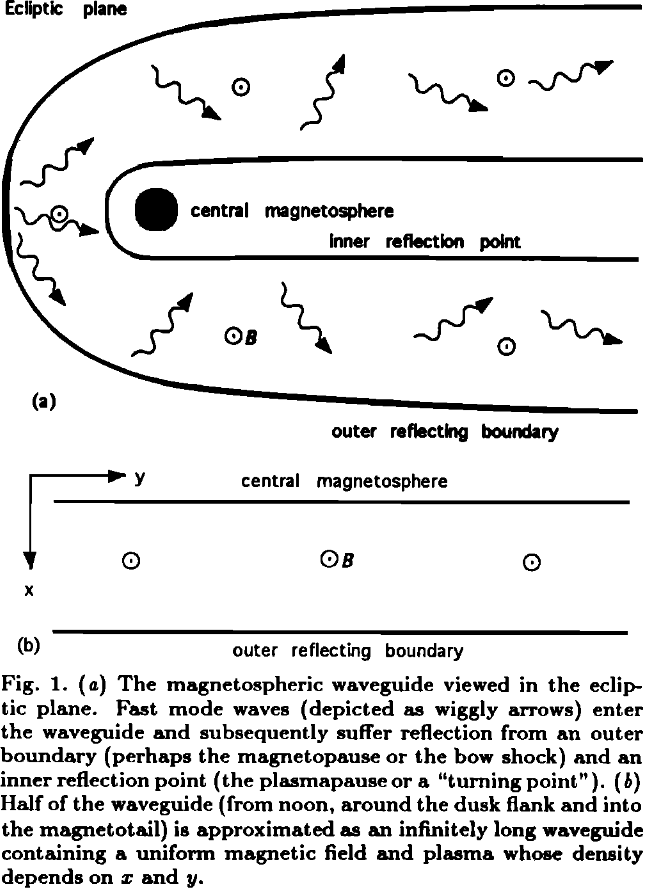 Ecliptic plane
central magnetosphere
inner reflection point
B
(a)
outer reflecting boundary
y
central magnetosphere
B
x
(b)
outer reflecting boundary
Fig. 1. (a) The magnetospheric waveguide viewed in the eclip-
tic plane. Fast mode waves (depicted as wiggly arrows) enter
the waveguide and subsequently suffer reflection from an outer
boundary (perhaps the magnetopause or the bow shock) and an
inner reflection point (the plasmapause or a “turning point”). (b)
Half of the waveguide (from noon, around the dusk flank and into
the magnetotail) is approximated as an infinitely long waveguide
containing a uniform magnetic field and plasma whose density
depends on x and y.